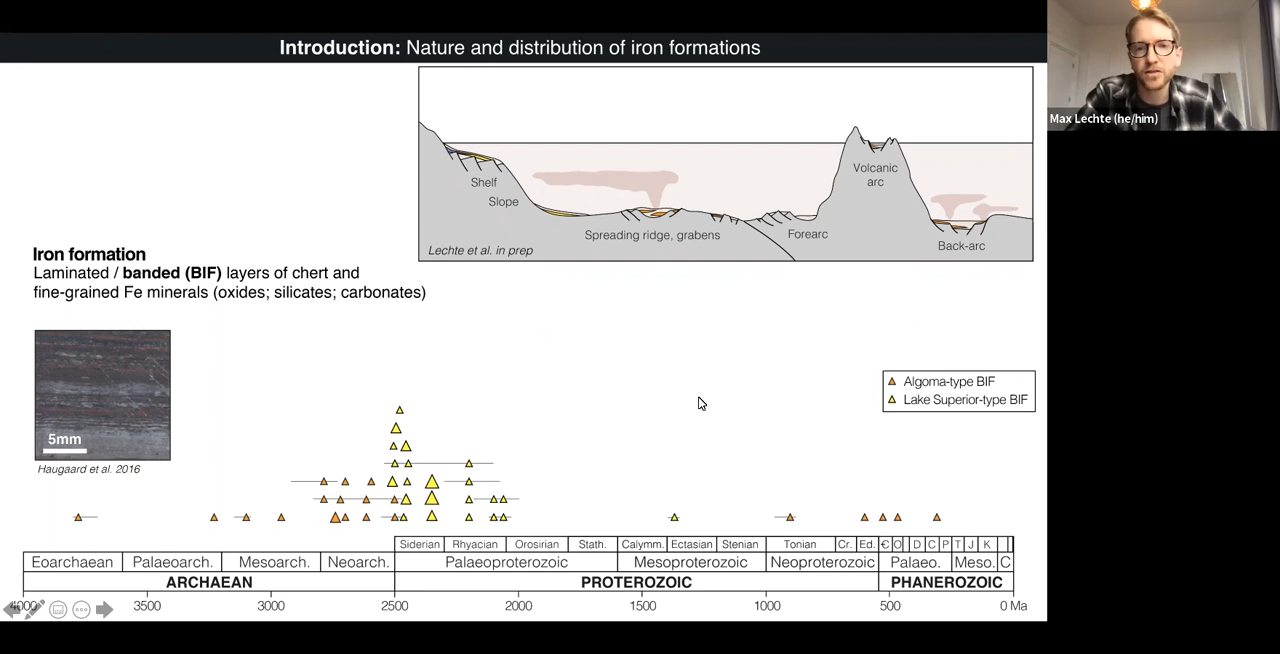 Introduction: Nature and distribution of iron formations
Max Lechte (he/him)
Shelf
Slope
Volcanic
arc
Spreading ridge, grabens
Forearc
Back-arc
Lechte et al. in prep
Iron formation
Laminated / banded (BIF) layers of chert and
fine-grained Fe minerals (oxides; silicates; carbonates)
5mm
Haugaard et al. 2016
Algoma-type BIF
Lake Superior-type BIF
Siderian Rhyacian Orosirian Stath. Calymm. Ectasian Stenian Tonian Cr. Ed. Є O D C P T J K
Eoarchaean Palaeoarch. Mesoarch. Neoarch. Palaeoproterozoic Mesoproterozoic Neoproterozoic Palaeo. Meso. C
ARCHAEAN PROTEROZOIC PHANEROZOIC
4000 3500 3000 2500 2000 1500 1000 500 0 Ma